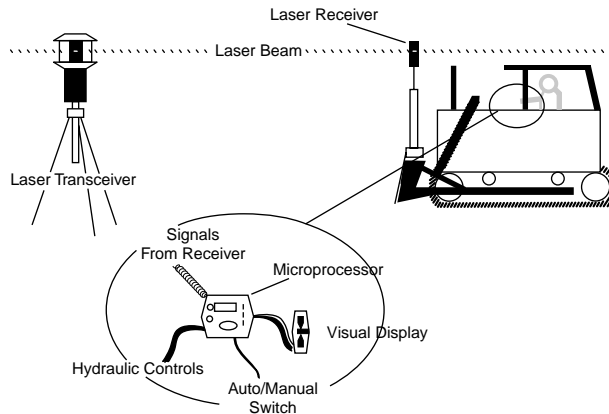 Laser Receiver
Laser Beam
Laser Transceiver
Signals
From Receiver
Microprocessor
Visual Display
Hydraulic Controls
Auto/Manual
Switch